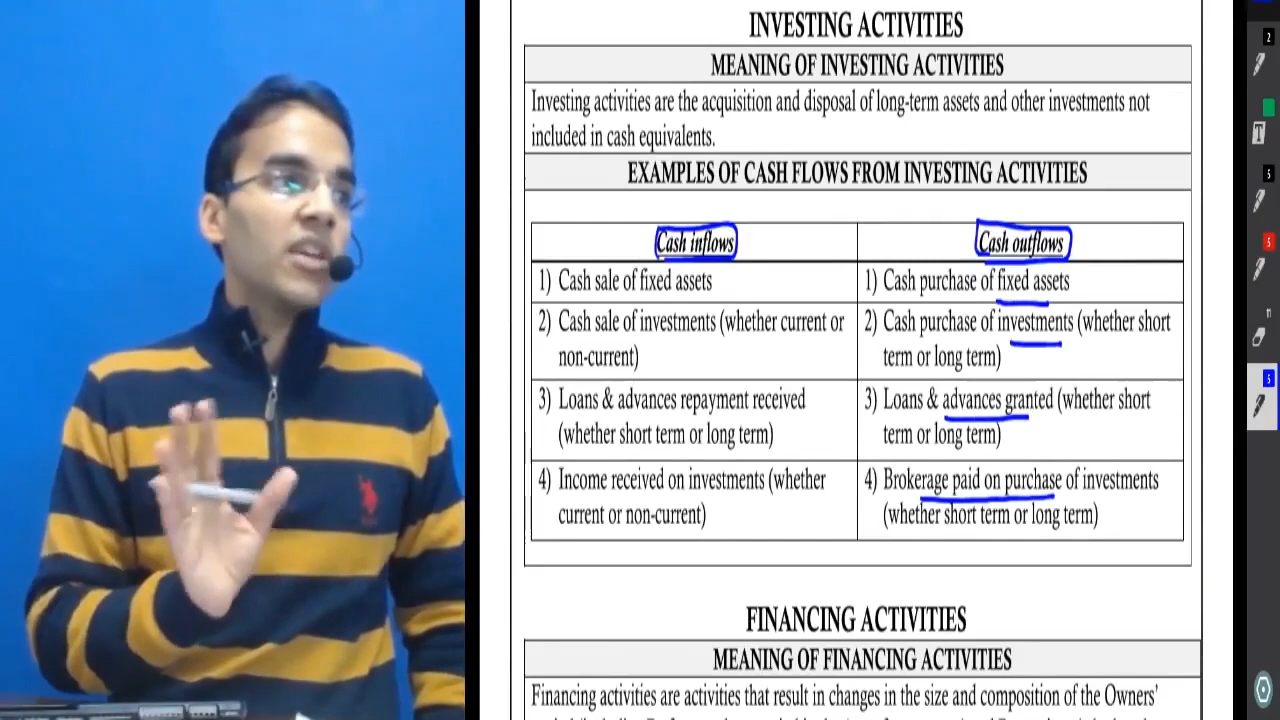 INVESTING ACTIVITIES
MEANING OF INVESTING ACTIVITIES
Investing activities are the acquisition and disposal of long-term assets and other investments not
included in cash equivalents.
EXAMPLES OF CASH FLOWS FROM INVESTING ACTIVITIES
Cash inflows
Cash outflows
1) Cash sale of fixed assets
1) Cash purchase of fixed assets
2) Cash sale of investments (whether current or
non-current)
2) Cash purchase of investments (whether short
term or long term)
3) Loans & advances repayment received
(whether short term or long term)
3) Loans & advances granted (whether short
term or long term)
4) Income received on investments (whether
current or non-current)
4) Brokerage paid on purchase of investments
(whether short term or long term)
FINANCING ACTIVITIES
MEANING OF FINANCING ACTIVITIES
Financing activities are activities that result in changes in the size and composition of the Owners'
2
T
5
5
5